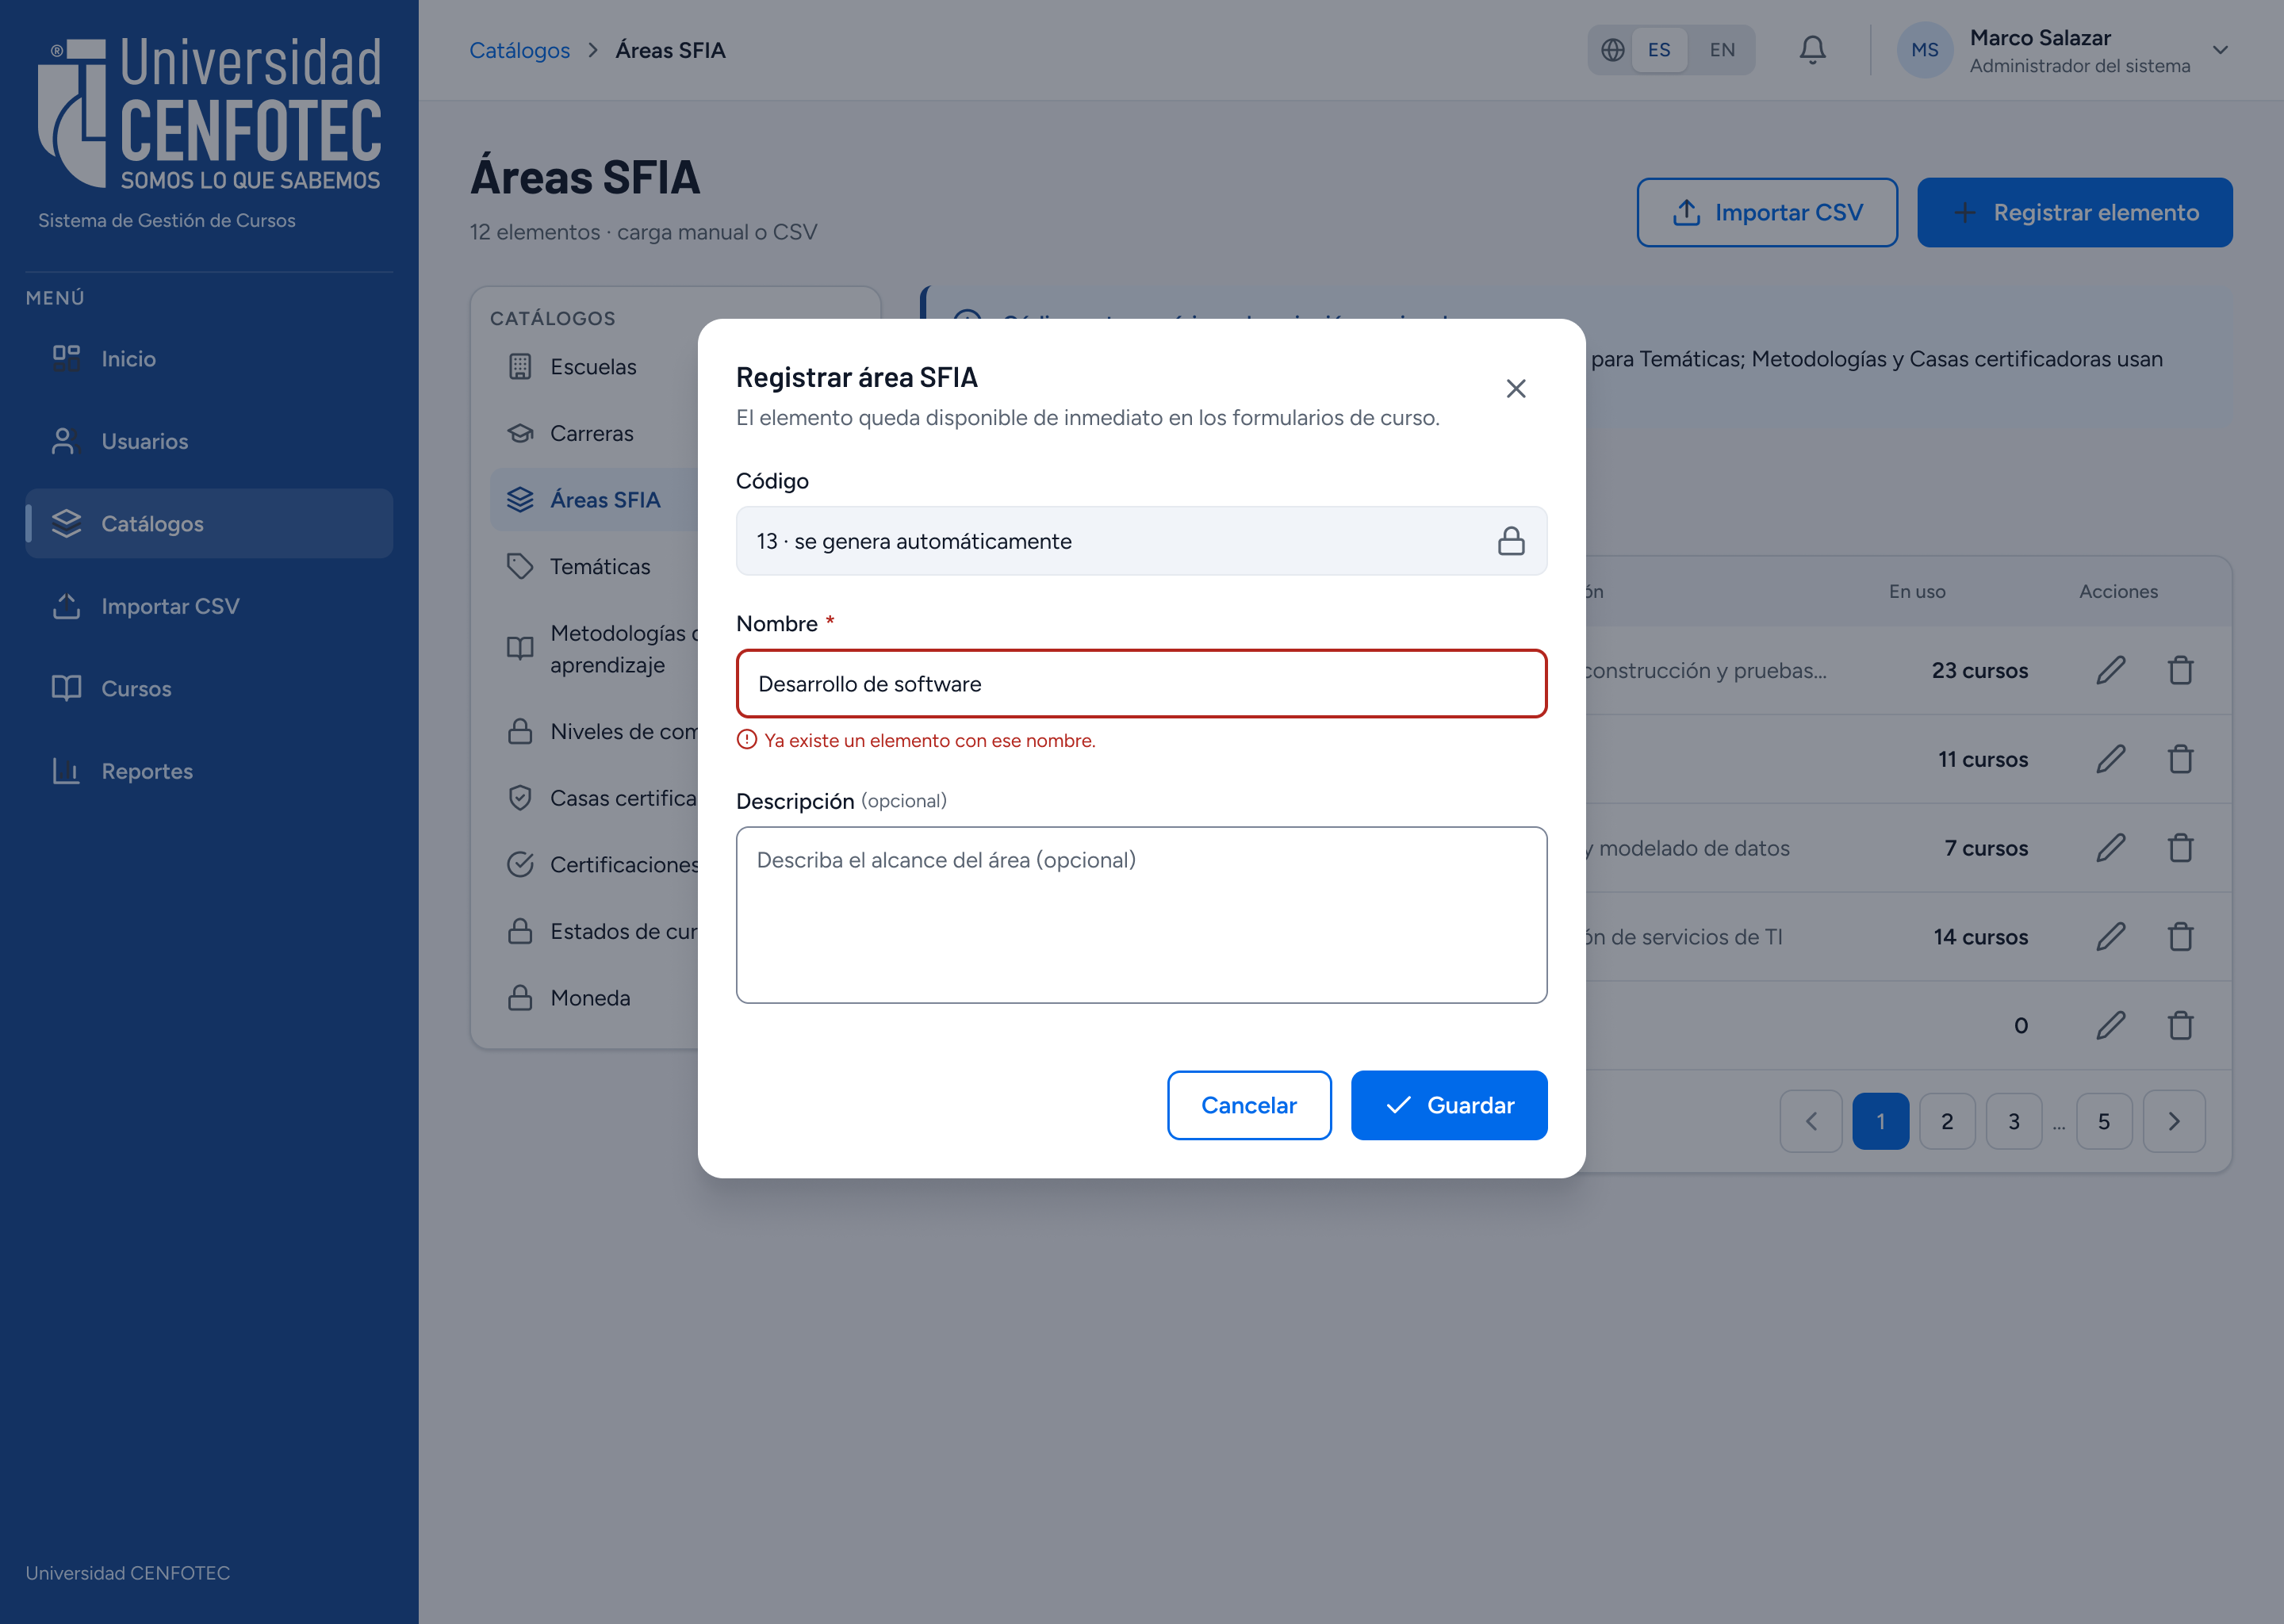 ® Universidad
CENFOTEC
SOMOS LO QUE SABEMOS
Sistema de Gestión de Cursos
MENÚ
Inicio
Usuarios
Catálogos
Importar CSV
Cursos
Reportes
Universidad CENFOTEC
Catálogos > Áreas SFIA
ES EN
MS
Marco Salazar
Administrador del sistema
Áreas SFIA
12 elementos · carga manual o CSV
Importar CSV
Registrar elemento
CATÁLOGOS
Escuelas
Carreras
Áreas SFIA
Temáticas
Metodologías
aprendizaje
Niveles de
Casas
Certificaciones
Estados de
Moneda
para Temáticas; Metodologías y Casas certificadoras usan
En uso Acciones
construcción y pruebas... 23 cursos
11 cursos
y modelado de datos 7 cursos
de servicios de TI 14 cursos
0
1 2 3 ... 5
Registrar área SFIA
El elemento queda disponible de inmediato en los formularios de curso.
Código
13 · se genera automáticamente
Nombre *
Desarrollo de software
Ya existe un elemento con ese nombre.
Descripción (opcional)
Describa el alcance del área (opcional)
Cancelar
Guardar